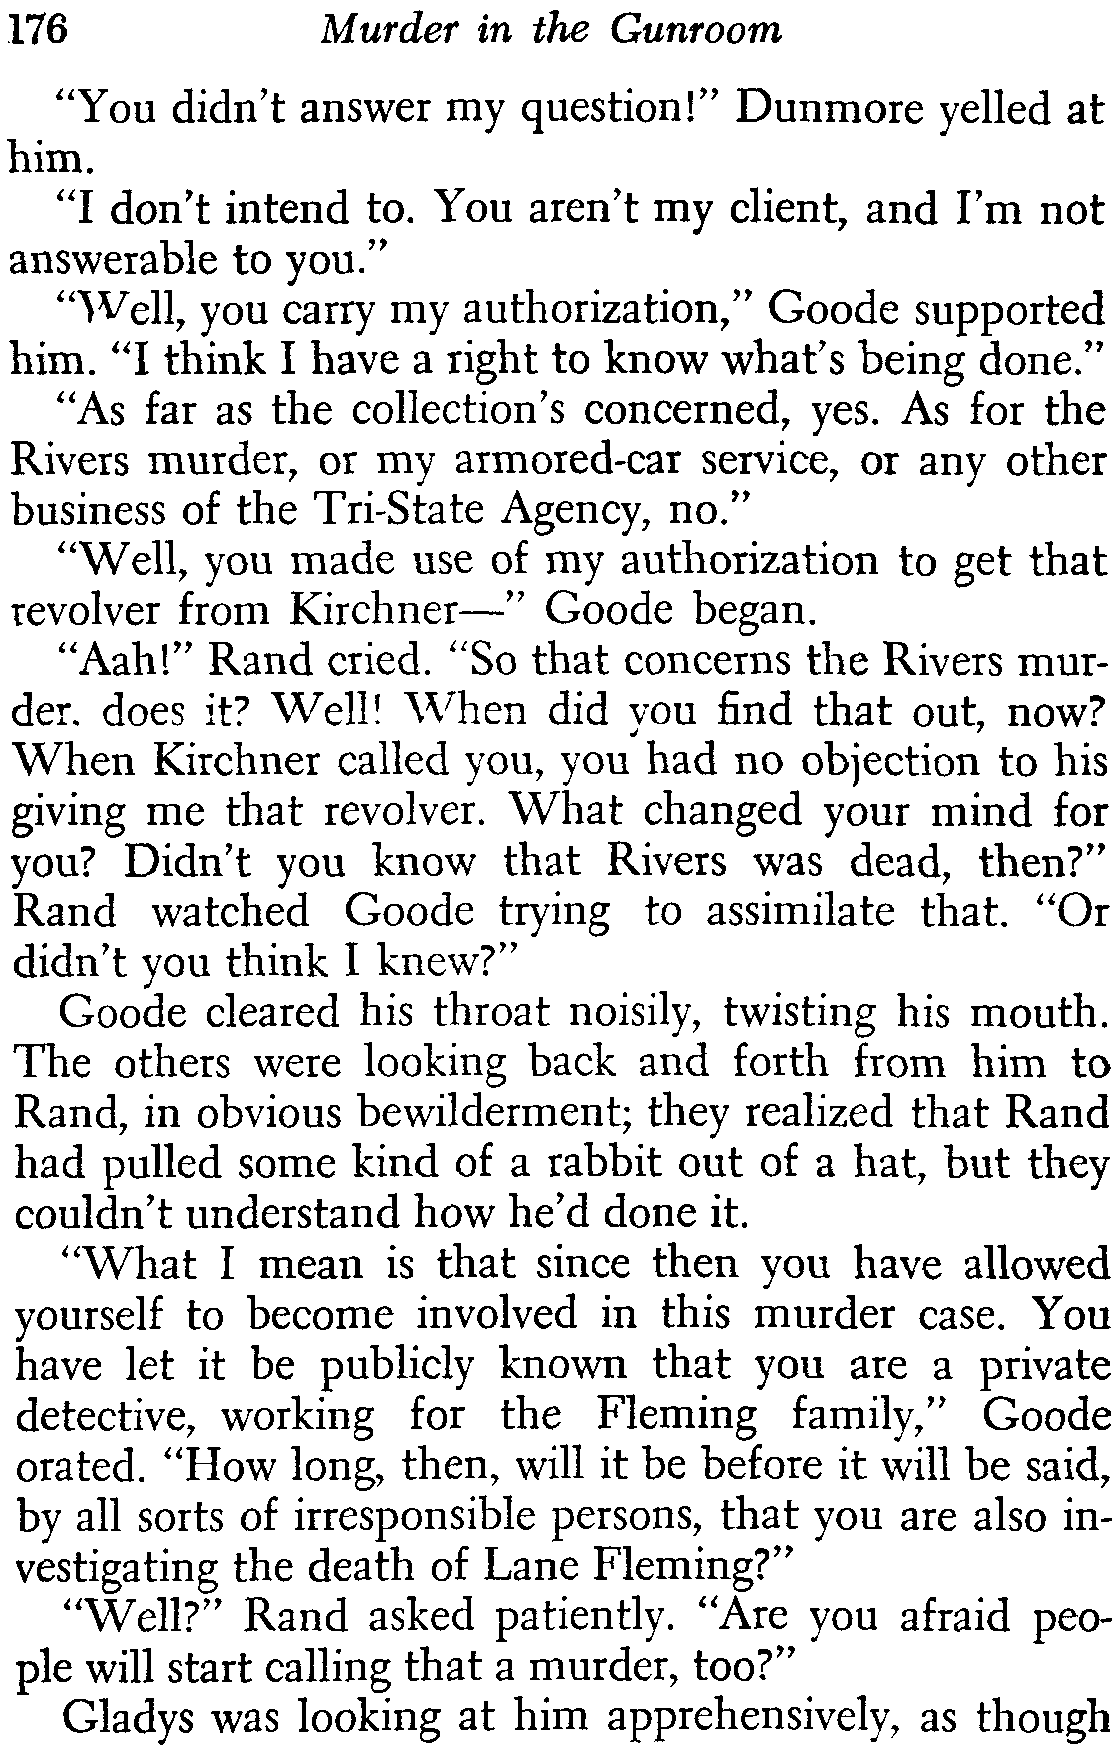 176 Murder in the Gunroom
“You didn’t answer my question!” Dunmore yelled at
him.
“I don’t intend to. You aren’t my client, and I’m not
answerable to you.”
“Well, you carry my authorization,” Goode supported
him. “I think I have a right to know what’s being done.”
“As far as the collection’s concerned, yes. As for the
Rivers murder, or my armored-car service, or any other
business of the Tri-State Agency, no.”
“Well, you made use of my authorization to get that
revolver from Kirchner—” Goode began.
“Aah!” Rand cried. “So that concerns the Rivers mur-
der. does it? Well! When did you find that out, now?
When Kirchner called you, you had no objection to his
giving me that revolver. What changed your mind for
you? Didn’t you know that Rivers was dead, then?”
Rand watched Goode trying to assimilate that. “Or
didn’t you think I knew?”
Goode cleared his throat noisily, twisting his mouth.
The others were looking back and forth from him to
Rand, in obvious bewilderment; they realized that Rand
had pulled some kind of a rabbit out of a hat, but they
couldn’t understand how he’d done it.
“What I mean is that since then you have allowed
yourself to become involved in this murder case. You
have let it be publicly known that you are a private
detective, working for the Fleming family,” Goode
orated. “How long, then, will it be before it will be said,
by all sorts of irresponsible persons, that you are also in-
vestigating the death of Lane Fleming?”
“Well?” Rand asked patiently. “Are you afraid peo-
ple will start calling that a murder, too?”
Gladys was looking at him apprehensively, as though